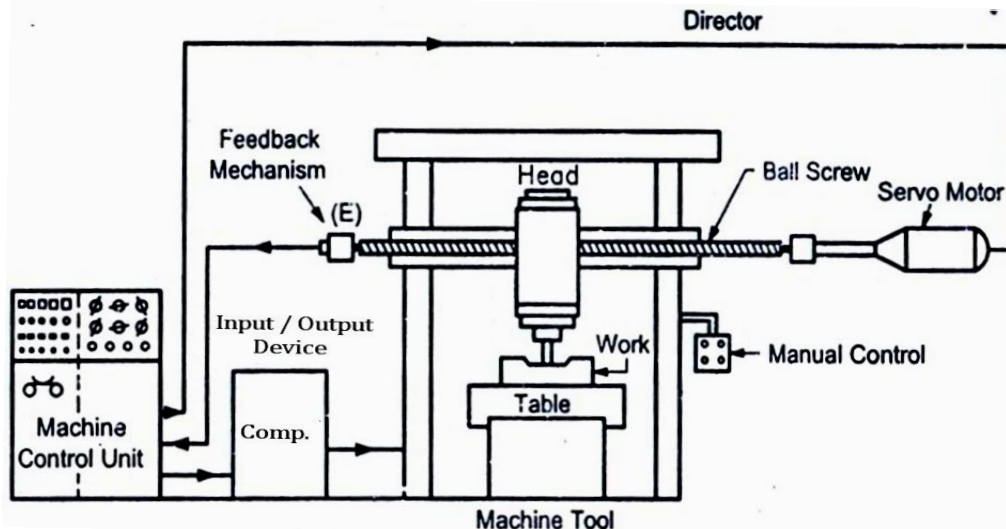 Director
Feedback
Mechanism
(E)
Head
Ball Screw
Servo Motor
Input / Output
Device
Work
Manual Control
Table
Comp.
Machine
Control Unit
Machine Tool